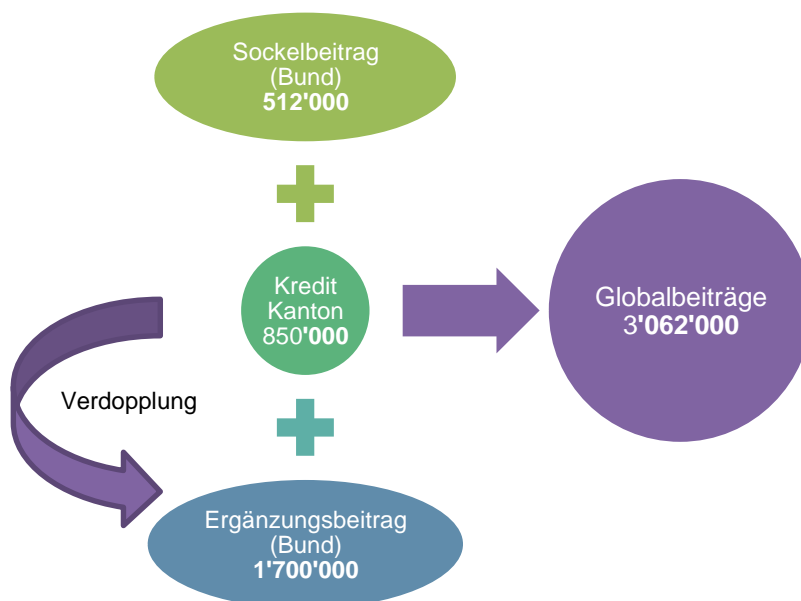 Sockelbeitrag
(Bund)
512'000
Kredit
Kanton
850'000
Globalbeiträge
3'062'000
Verdopplung
Ergänzungsbeitrag
(Bund)
1'700'000